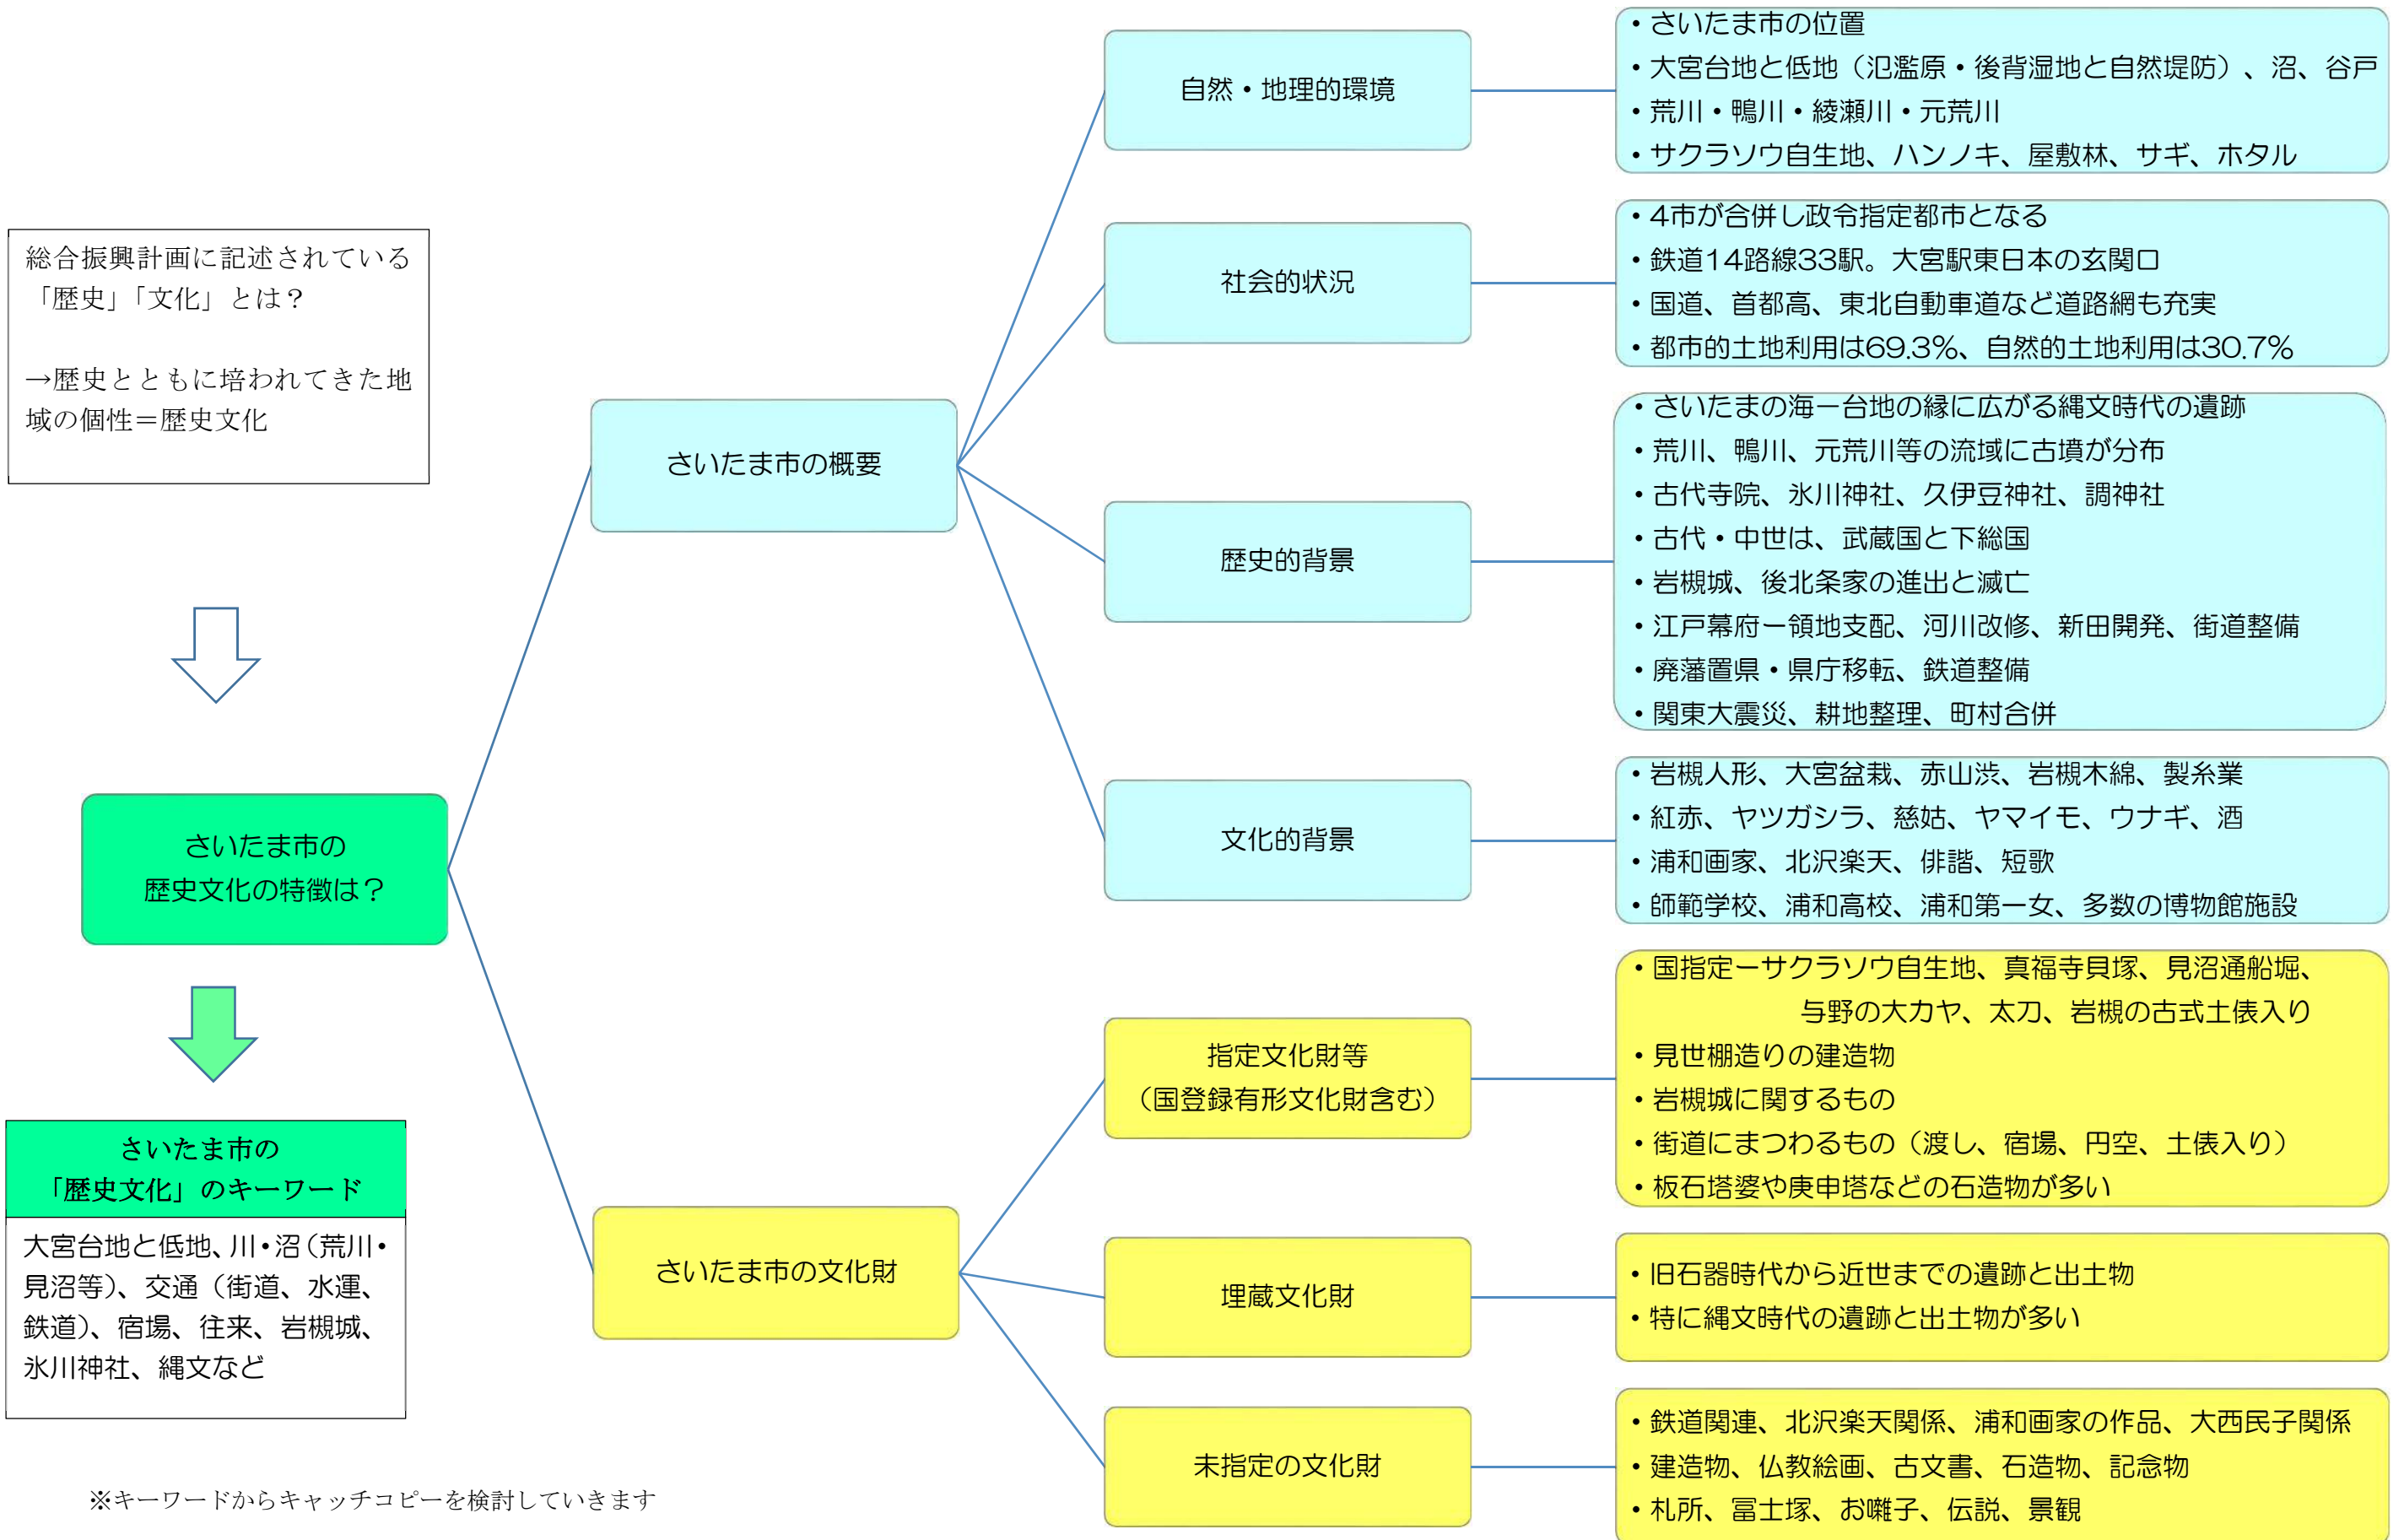 総合振興計画に記述されている
「歴史」「文化」とは？
→歴史とともに培われてきた地
域の個性＝歴史文化
さいたま市の
歴史文化の特徴は？
さいたま市の
「歴史文化」のキーワード
大宮台地と低地、川・沼（荒川・
見沼等）、交通（街道、水運、
鉄道）、宿場、往来、岩槻城、
氷川神社、縄文など
※キーワードからキャッチコピーを検討していきます
さいたま市の概要
自然・地理的環境
・さいたま市の位置
・大宮台地と低地（氾濫原・後背湿地と自然堤防）、沼、谷戸
・荒川・鴨川・綾瀬川・元荒川
・サクラソウ自生地、ハンノキ、屋敷林、サギ、ホタル
社会的状況
・4市が合併し政令指定都市となる
・鉄道14路線33駅。大宮駅東日本の玄関口
・国道、首都高、東北自動車道など道路網も充実
・都市的土地利用は69.3%、自然的土地利用は30.7%
歴史的背景
・さいたまの海ー台地の縁に広がる縄文時代の遺跡
・荒川、鴨川、元荒川等の流域に古墳が分布
・古代寺院、氷川神社、久伊豆神社、調神社
・古代・中世は、武蔵国と下総国
・岩槻城、後北条家の進出と滅亡
・江戸幕府ー領地支配、河川改修、新田開発、街道整備
・廃藩置県・県庁移転、鉄道整備
・関東大震災、耕地整理、町村合併
文化的背景
・岩槻人形、大宮盆栽、赤山渋、岩槻木綿、製糸業
・紅赤、ヤツガシラ、慈姑、ヤマイモ、ウナギ、酒
・浦和画家、北沢楽天、俳諧、短歌
・師範学校、浦和高校、浦和第一女、多数の博物館施設
さいたま市の文化財
指定文化財等
（国登録有形文化財含む）
・国指定ーサクラソウ自生地、真福寺貝塚、見沼通船堀、
与野の大カヤ、太刀、岩槻の古式土俵入り
・見世棚造りの建造物
・岩槻城に関するもの
・街道にまつわるもの（渡し、宿場、円空、土俵入り）
・板石塔婆や庚申塔などの石造物が多い
埋蔵文化財
・旧石器時代から近世までの遺跡と出土物
・特に縄文時代の遺跡と出土物が多い
未指定の文化財
・鉄道関連、北沢楽天関係、浦和画家の作品、大西民子関係
・建造物、仏教絵画、古文書、石造物、記念物
・札所、冨士塚、お囃子、伝説、景観